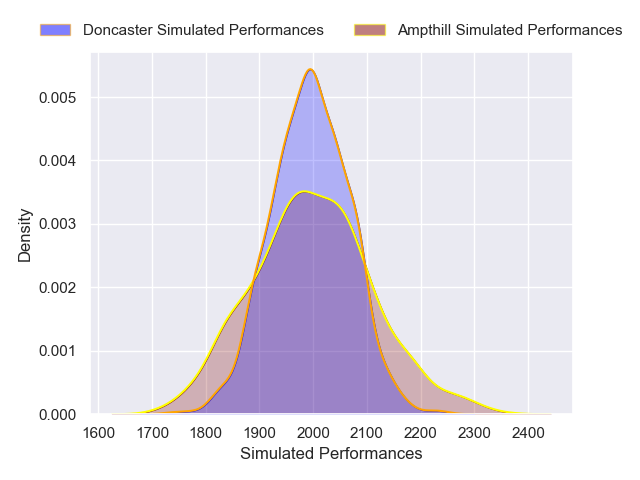 Doncaster Simulated Performances Ampthill Simulated Performances
0.005
0.004
0.003
0.002
0.001
0.000
Density
1600 1700 1800 1900 2000 2100 2200 2300 2400
Simulated Performances